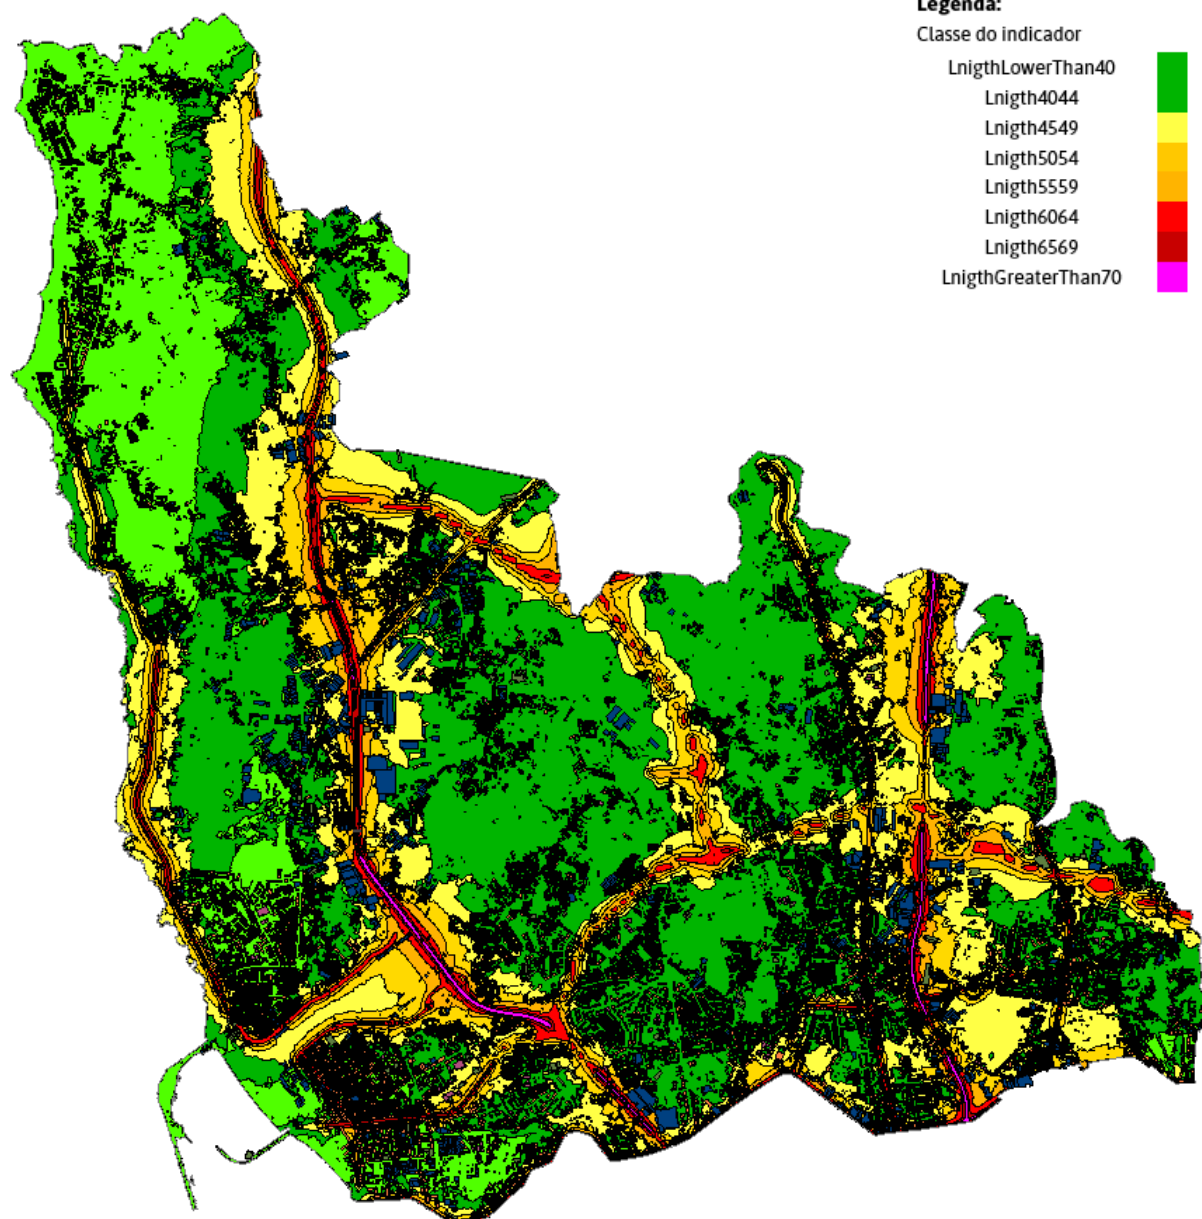 Legenda:
Classe do indicador
LnigthLowerThan40
Lnigth4044
Lnigth4549
Lnigth5054
Lnigth5559
Lnigth6064
Lnigth6569
LnigthGreaterThan70